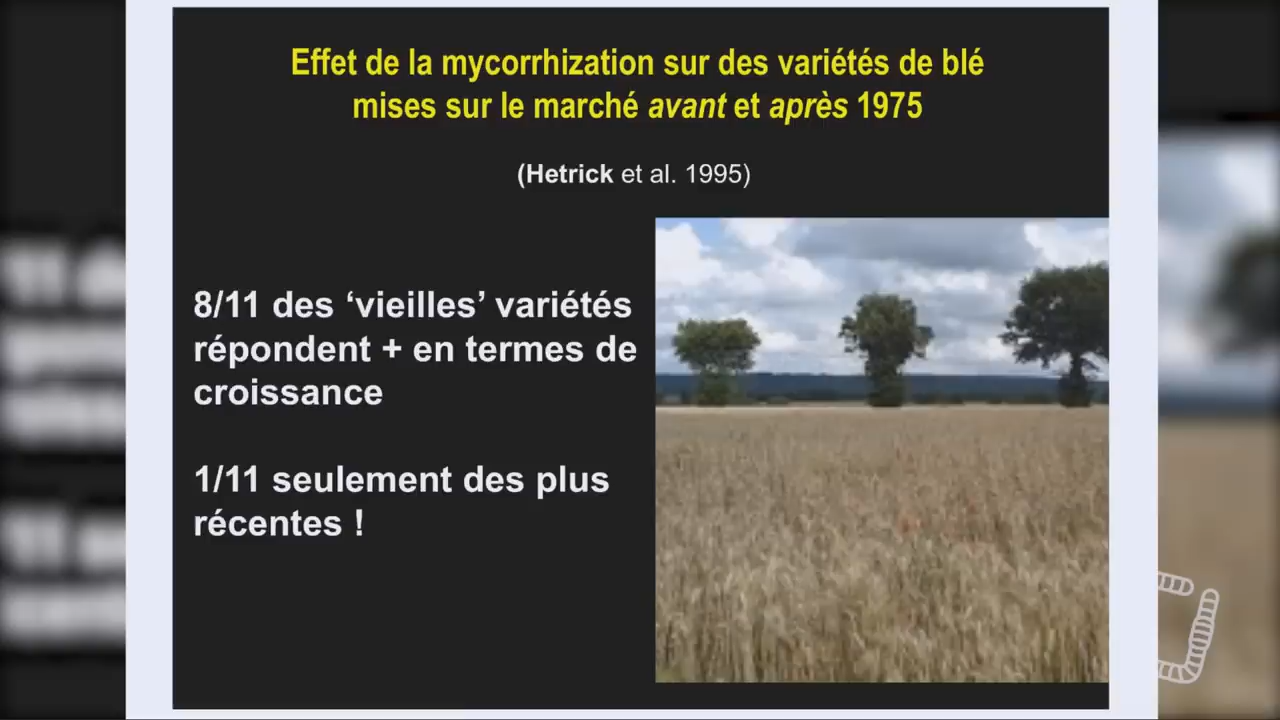 Effet de la mycorrhization sur des variétés de blé
mises sur le marché avant et après 1975
(Hetrick et al. 1995)
8/11 des ‘vieilles’ variétés
répondent + en termes de
croissance
1/11 seulement des plus
récentes !